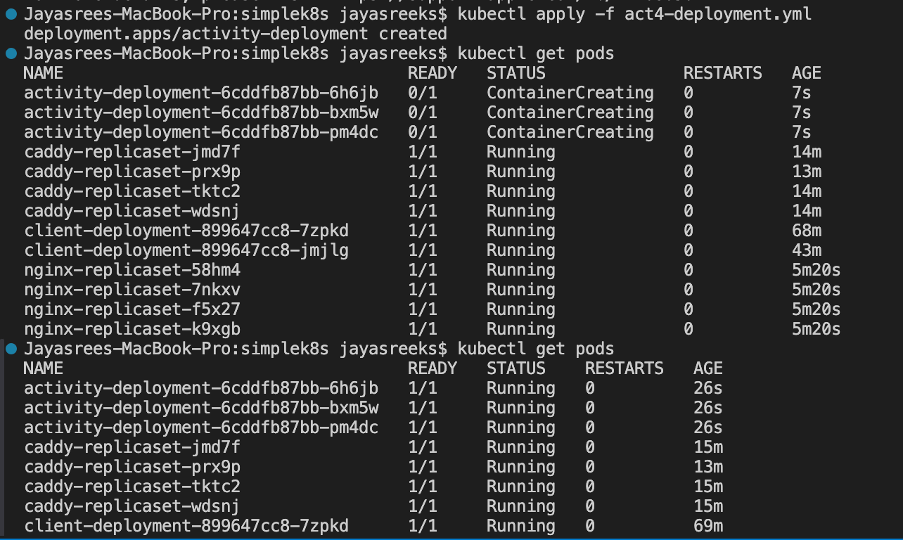 Jayasrees-MacBook-Pro:simplek8s jayasreeks$ kubectl apply -f act4-deployment.yml
deployment.apps/activity-deployment created
Jayasrees-MacBook-Pro:simplek8s jayasreeks$ kubectl get pods
NAME READY STATUS RESTARTS AGE
activity-deployment-6cddfb87bb-6h6jb 0/1 ContainerCreating 0 7s
activity-deployment-6cddfb87bb-bxm5w 0/1 ContainerCreating 0 7s
activity-deployment-6cddfb87bb-pm4dc 0/1 ContainerCreating 0 7s
caddy-replicaset-jmd7f 1/1 Running 0 14m
caddy-replicaset-prx9p 1/1 Running 0 13m
caddy-replicaset-tktc2 1/1 Running 0 14m
caddy-replicaset-wdsnj 1/1 Running 0 14m
client-deployment-899647cc8-7zpkd 1/1 Running 0 68m
client-deployment-899647cc8-jmjlg 1/1 Running 0 43m
nginx-replicaset-58hm4 1/1 Running 0 5m20s
nginx-replicaset-7nkxv 1/1 Running 0 5m20s
nginx-replicaset-f5x27 1/1 Running 0 5m20s
nginx-replicaset-k9xgb 1/1 Running 0 5m20s
Jayasrees-MacBook-Pro:simplek8s jayasreeks$ kubectl get pods
NAME READY STATUS RESTARTS AGE
activity-deployment-6cddfb87bb-6h6jb 1/1 Running 0 26s
activity-deployment-6cddfb87bb-bxm5w 1/1 Running 0 26s
activity-deployment-6cddfb87bb-pm4dc 1/1 Running 0 26s
caddy-replicaset-jmd7f 1/1 Running 0 15m
caddy-replicaset-prx9p 1/1 Running 0 13m
caddy-replicaset-tktc2 1/1 Running 0 15m
caddy-replicaset-wdsnj 1/1 Running 0 15m
client-deployment-899647cc8-7zpkd 1/1 Running 0 69m